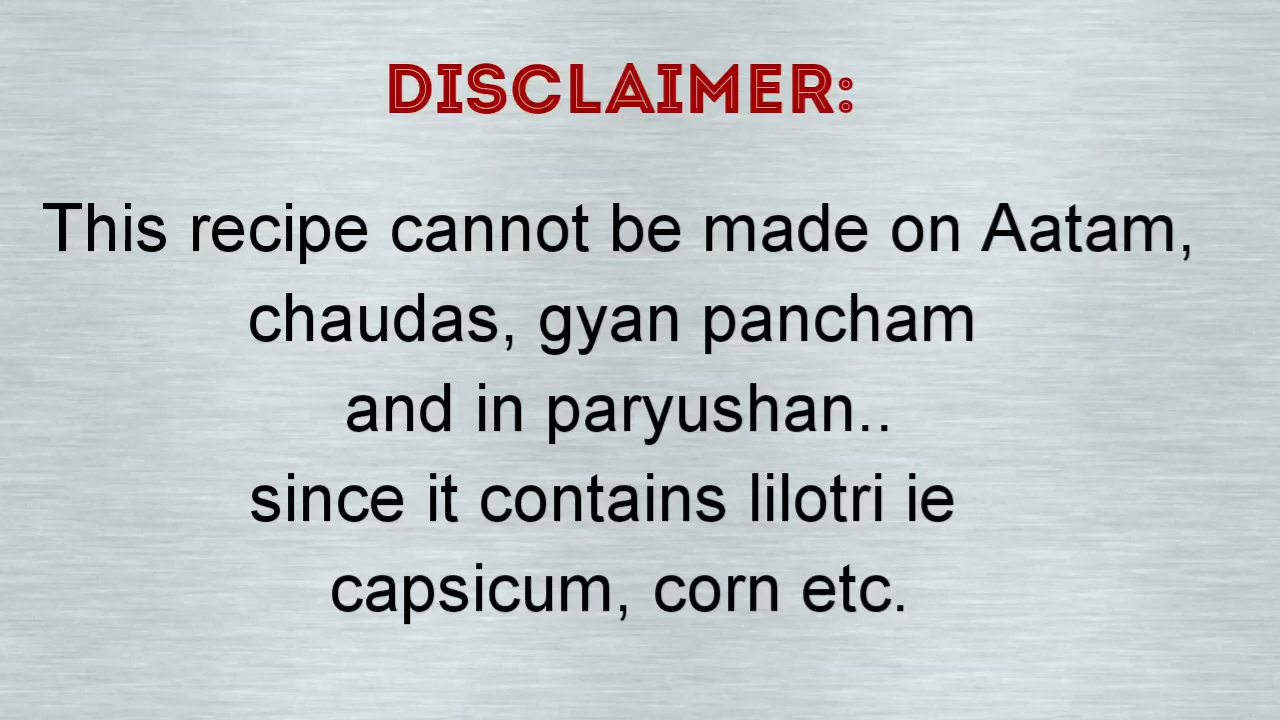 DISCLAIMER:
This recipe cannot be made on Aatam,
chaudas, gyan pancham
and in paryushan..
since it contains lilotri ie
capsicum, corn etc.